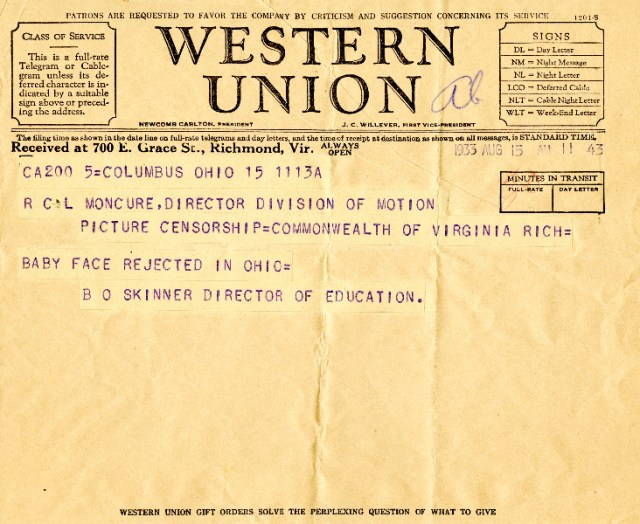 PATRONS ARE REQUESTED TO FAVOR THE COMPANY BY CRITICISM AND SUGGESTION CONCERNING ITS SERVICE
1201-S
CLASS OF SERVICE
This is a full-rate
Telegram or Cable-
gram unless its de-
ferred character is in-
dicated by a suitable
sign above or preced-
ing the address.
WESTERN
UNION
NEWCOMB CARLTON, PRESIDENT
J. C. WILLEVER, FIRST VICE-PRESIDENT
SIGNS
DL = Day Letter
NM = Night Message
NL = Night Letter
LCO = Deferred Cable
NLT = Cable Night Letter
WLT = Week-End Letter
The filing time as shown in the date line on full-rate telegrams and day letters, and the time of receipt at destination as shown on all messages, is STANDARD TIME.
Received at 700 E. Grace St., Richmond, Vir. ALWAYS OPEN
1933 AUG 15 AM 11 43
CA200 5=COLUMBUS OHIO 15 1113A
MINUTES IN TRANSIT
FULL-RATE
DAY LETTER
R C L MONCURE,DIRECTOR DIVISION OF MOTION
PICTURE CENSORSHIP=COMMONWEALTH OF VIRGINIA RICH=
BABY FACE REJECTED IN OHIO=
B O SKINNER DIRECTOR OF EDUCATION.
WESTERN UNION GIFT ORDERS SOLVE THE PERPLEXING QUESTION OF WHAT TO GIVE